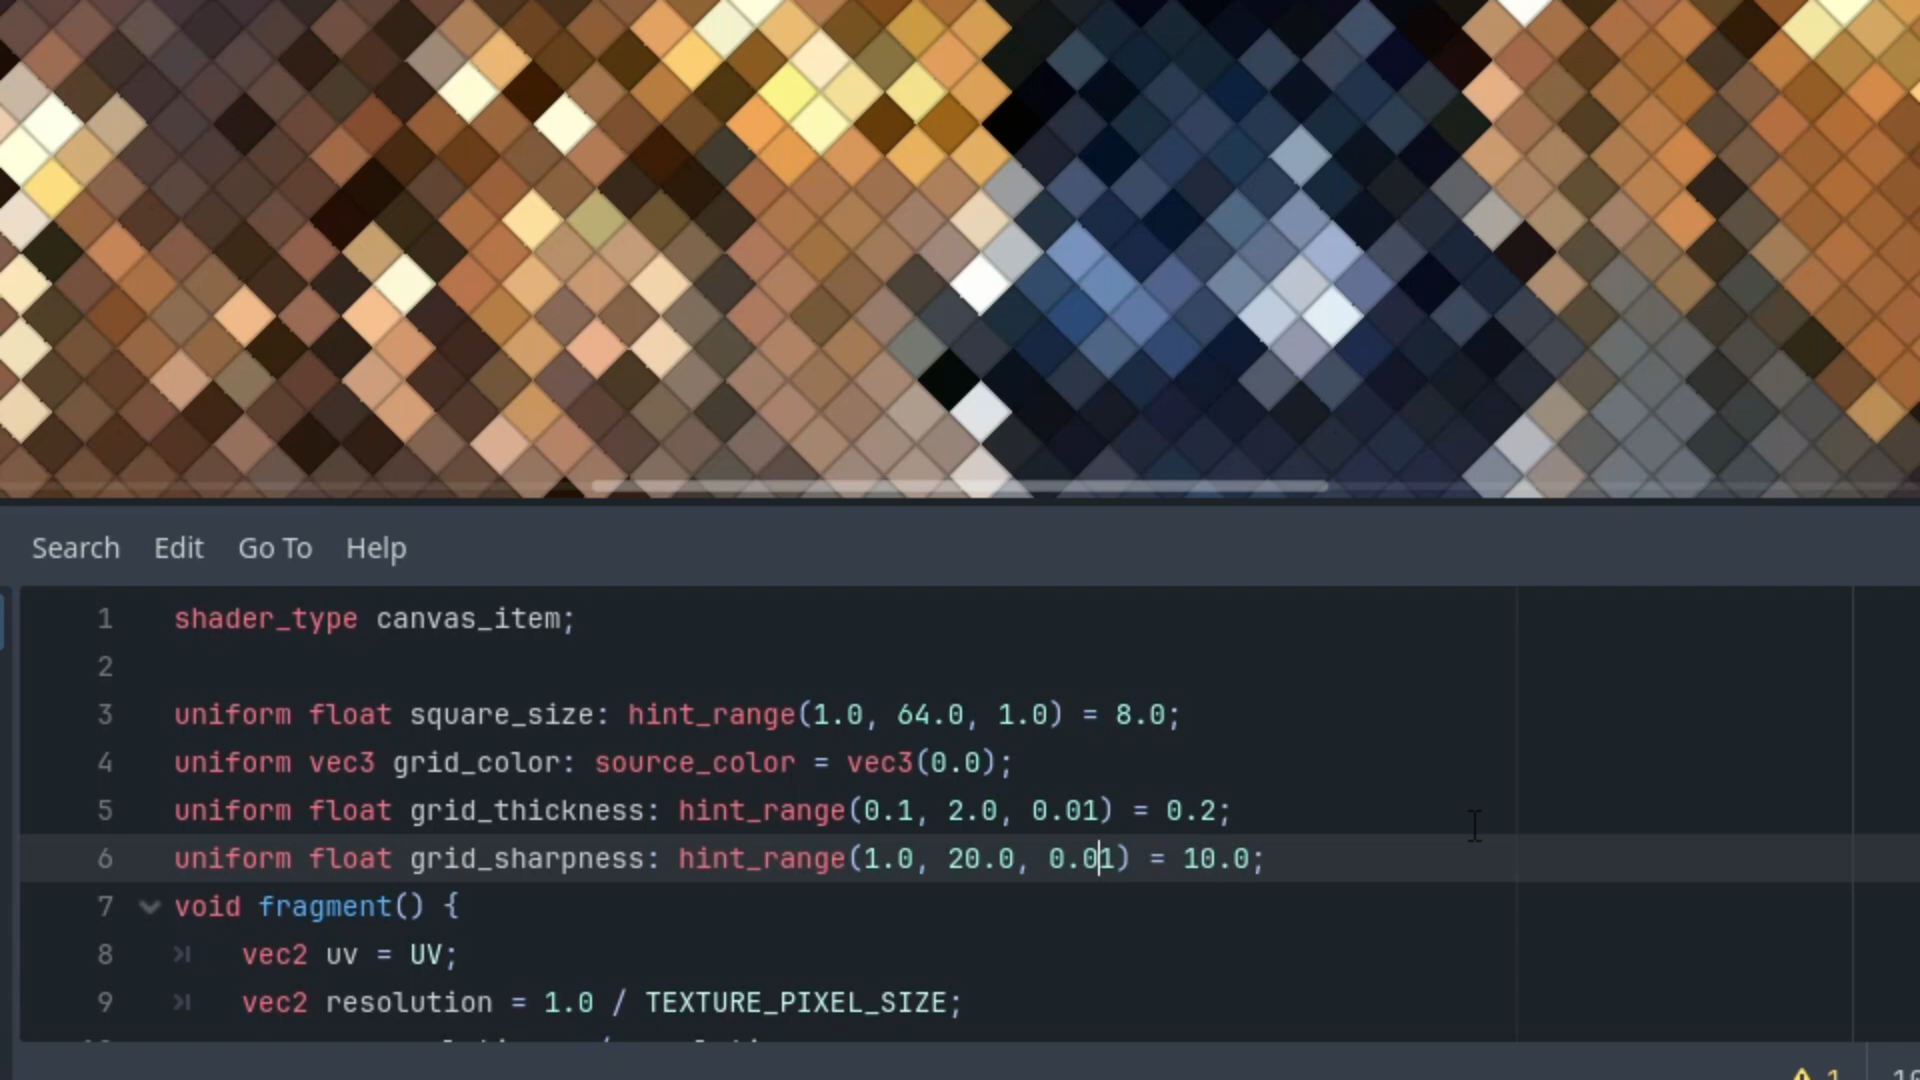 Search Edit Go To Help
1 shader_type canvas_item;
2
3 uniform float square_size: hint_range(1.0, 64.0, 1.0) = 8.0;
4 uniform vec3 grid_color: source_color = vec3(0.0);
5 uniform float grid_thickness: hint_range(0.1, 2.0, 0.01) = 0.2;
6 uniform float grid_sharpness: hint_range(1.0, 20.0, 0.01) = 10.0;
7 void fragment() {
8 vec2 uv = UV;
9 vec2 resolution = 1.0 / TEXTURE_PIXEL_SIZE;
1